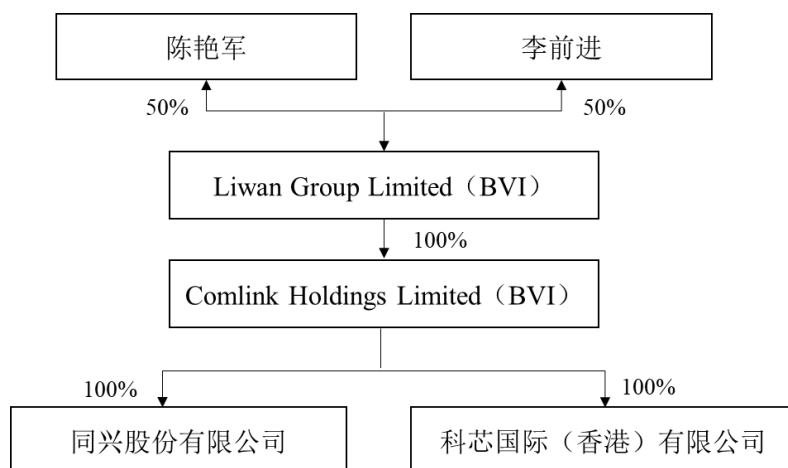 陈艳军
李前进
50%
50%
Liwan Group Limited（BVI）
100%
Comlink Holdings Limited（BVI）
100%
100%
同兴股份有限公司
科芯国际（香港）有限公司